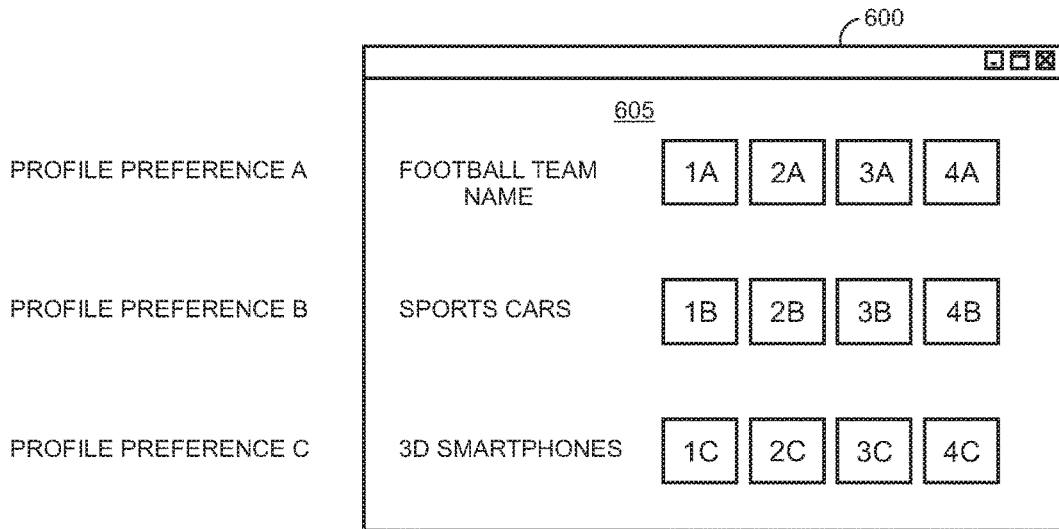 600
605
PROFILE PREFERENCE A FOOTBALL TEAM NAME 1A 2A 3A 4A
PROFILE PREFERENCE B SPORTS CARS 1B 2B 3B 4B
PROFILE PREFERENCE C 3D SMARTPHONES 1C 2C 3C 4C